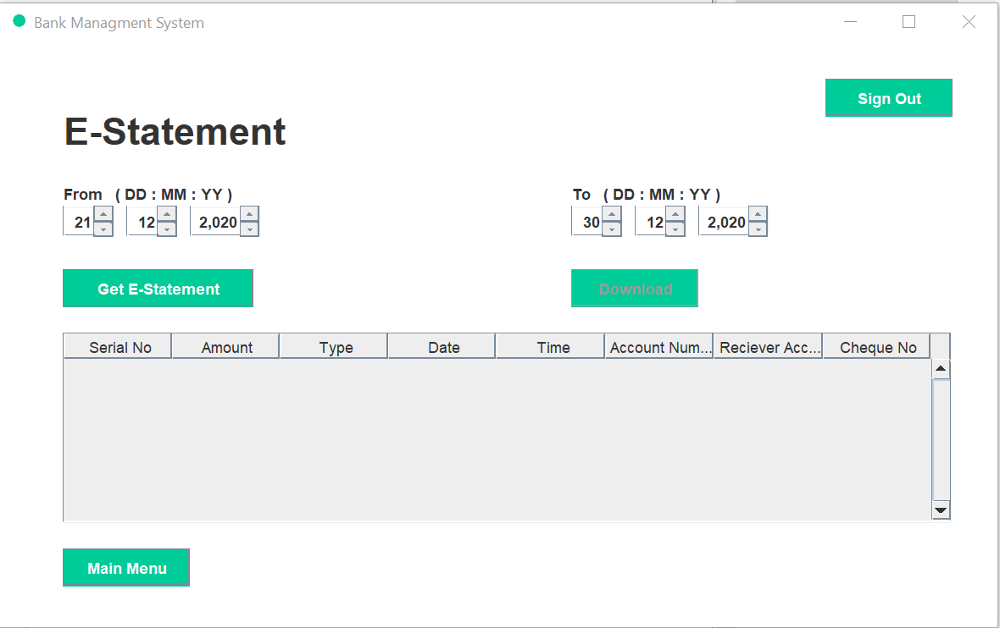 Bank Managment System
Sign Out
E-Statement
From ( DD : MM : YY ) To ( DD : MM : YY )
21 12 2,020 30 12 2,020
Get E-Statement Download
Serial No Amount Type Date Time Account Num... Reciever Acc... Cheque No
Main Menu